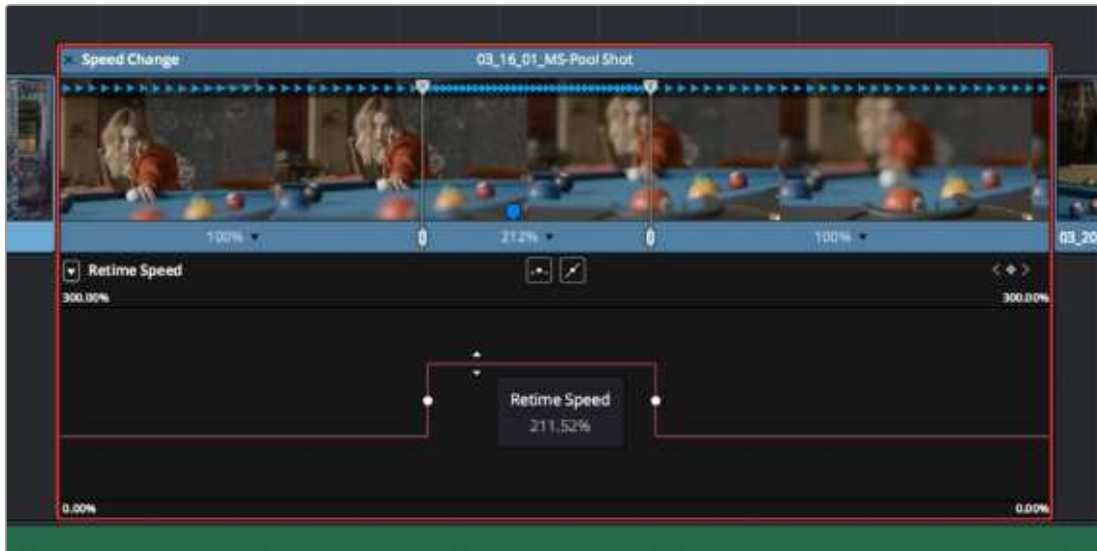 Speed Change
03_16_01_MS-Pool Shot
100%
212%
100%
03_20
Retime Speed
300.00%
300.00%
Retime Speed
211.52%
0.00%
0.00%